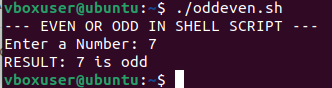 vboxuser@ubuntu:~$ ./oddeven.sh
--- EVEN OR ODD IN SHELL SCRIPT ---
Enter a Number: 7
RESULT: 7 is odd
vboxuser@ubuntu:~$